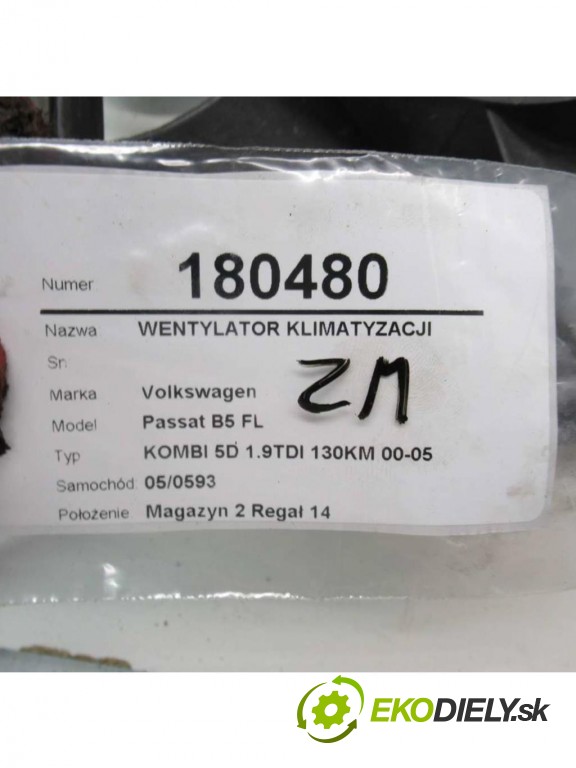 Numer 180480
Nazwa WENTYLATOR KLIMATYZACJI
Sn
Marka Volkswagen
ZM
Model Passat B5 FL
Typ KOMBI 5D 1.9TDI 130KM 00-05
Samochód 05/0593
Położenie Magazyn 2 Regał 14
EKODIELY.sk